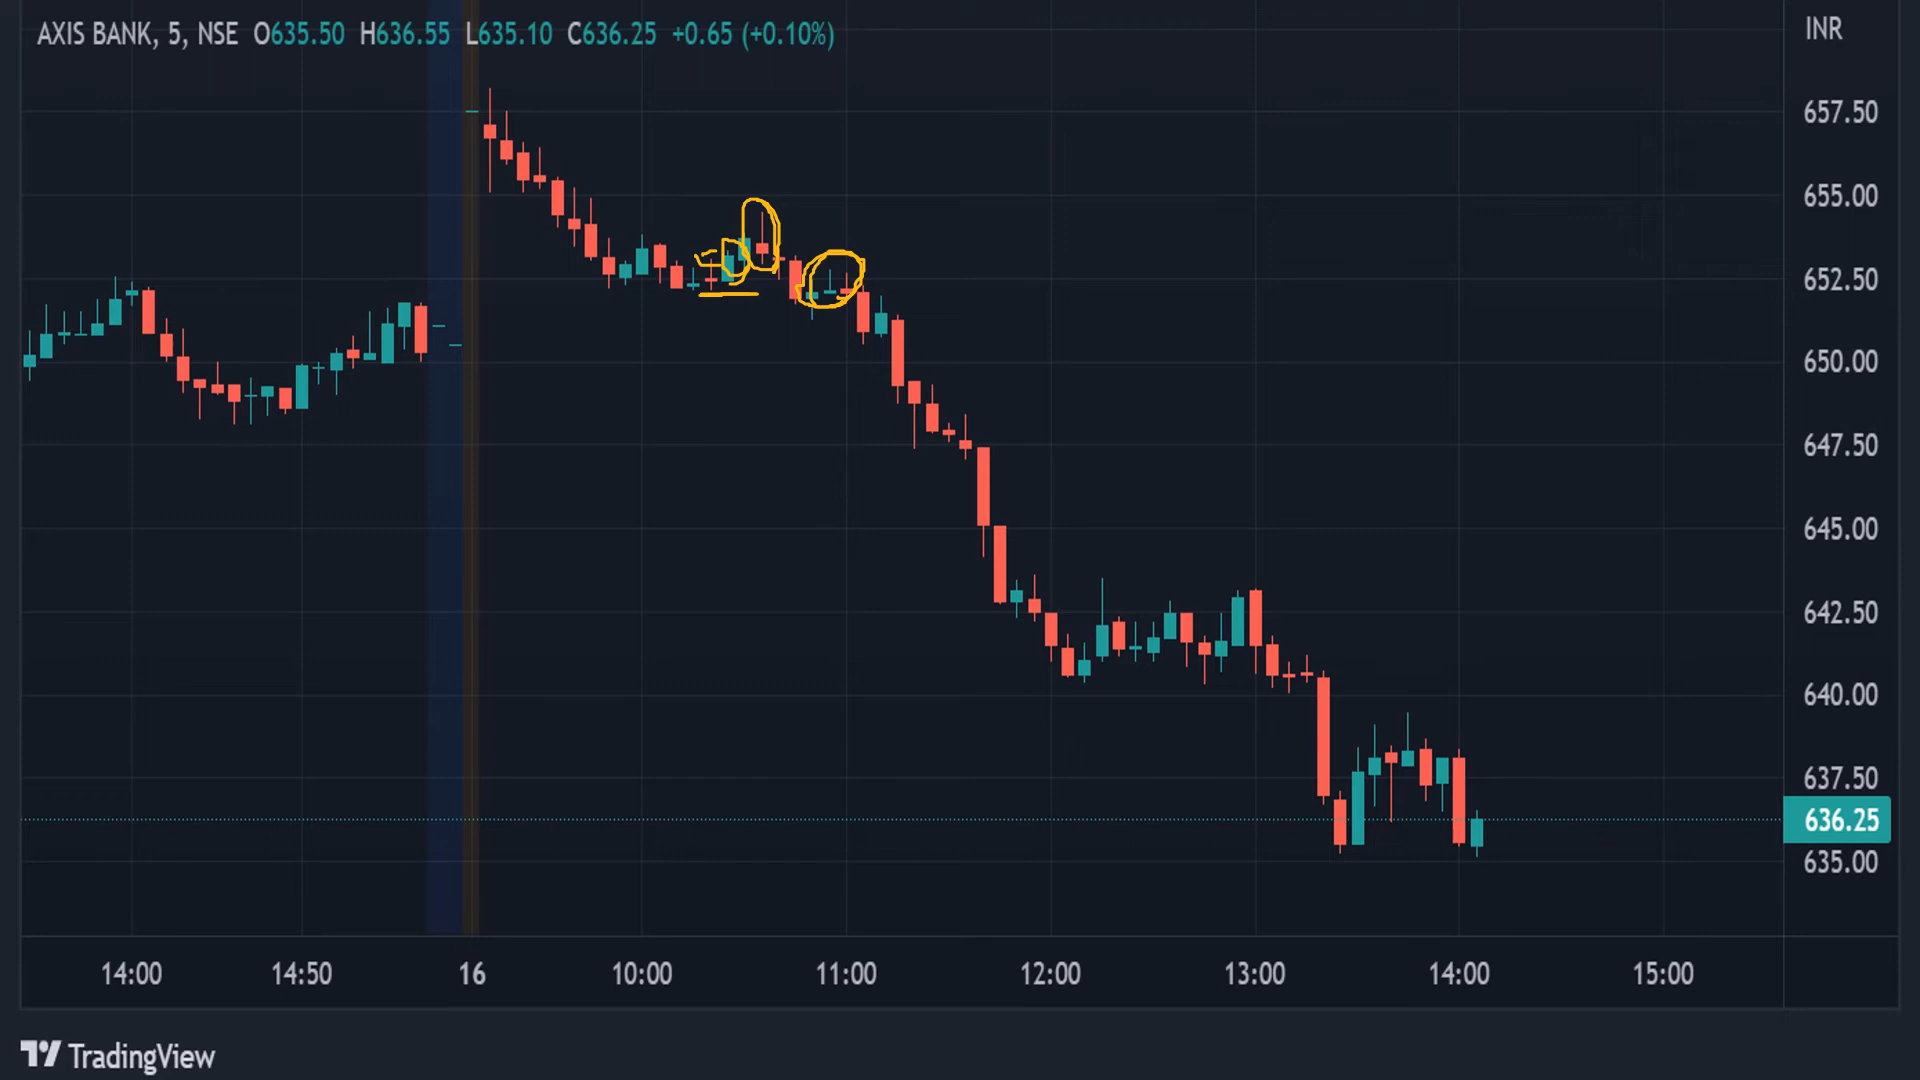 AXIS BANK, 5, NSE O635.50 H636.55 L635.10 C636.25 +0.65 (+0.10%)
INR
657.50
655.00
652.50
650.00
647.50
645.00
642.50
640.00
637.50
636.25
635.00
14:00 14:50 16 10:00 11:00 12:00 13:00 14:00 15:00
TradingView